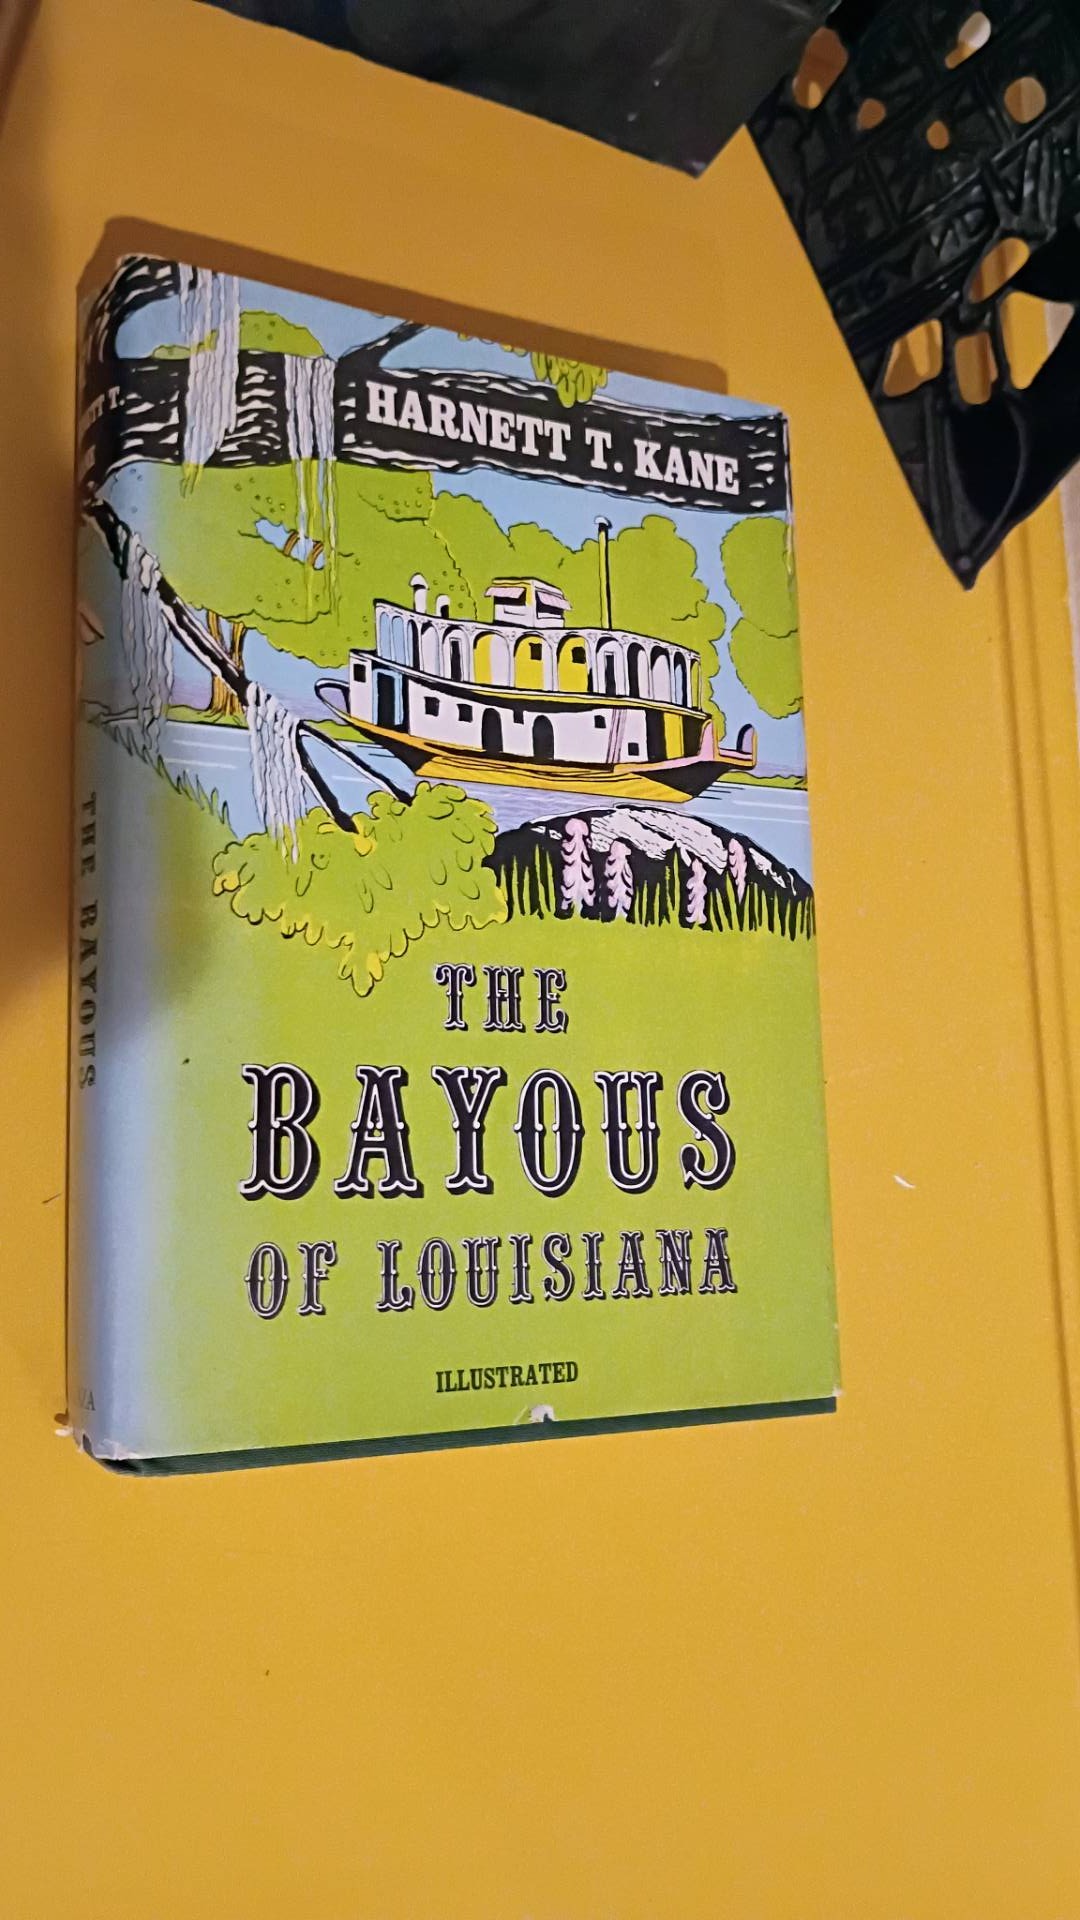 HARNETT T. KANE
THE
BAYOUS
OF LOUISIANA
ILLUSTRATED
THE BAYOUS